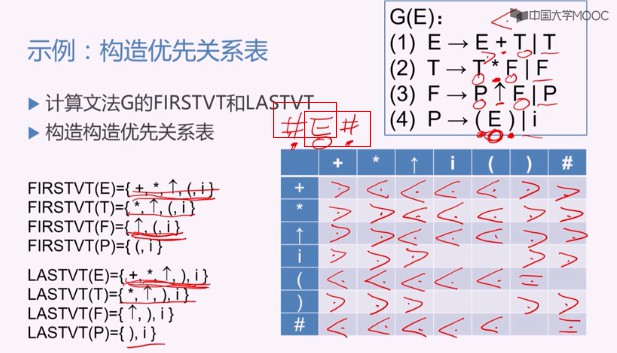 中国大学MOOC
示例：构造优先关系表
G(E):
(1) E → E + T | T
(2) T → T * F | F
(3) F → P ↑ F | P
(4) P → ( E ) | i
▶ 计算文法G的FIRSTVT和LASTVT
▶ 构造构造优先关系表
# E #
FIRSTVT(E)={ +, *, ↑, (, i }
FIRSTVT(T)={ *, ↑, (, i }
FIRSTVT(F)={ ↑, (, i }
FIRSTVT(P)={ (, i }
LASTVT(E)={ +, *, ↑, ), i }
LASTVT(T)={ *, ↑, ), i }
LASTVT(F)={ ↑, ), i }
LASTVT(P)={ ), i }
+ * ↑ i ( ) #
+ ⋗ ⋖ ⋖ ⋖ ⋖ ⋗ ⋗
* ⋗ ⋗ ⋖ ⋖ ⋖ ⋗ ⋗
↑ ⋗ ⋗ ⋖ ⋖ ⋖ ⋗ ⋗
i ⋗ ⋗ ⋗ ⋗ ⋗
( ⋖ ⋖ ⋖ ⋖ ⋖ ≐
) ⋗ ⋗ ⋗ ⋗ ⋗
# ⋖ ⋖ ⋖ ⋖ ⋖ ≐